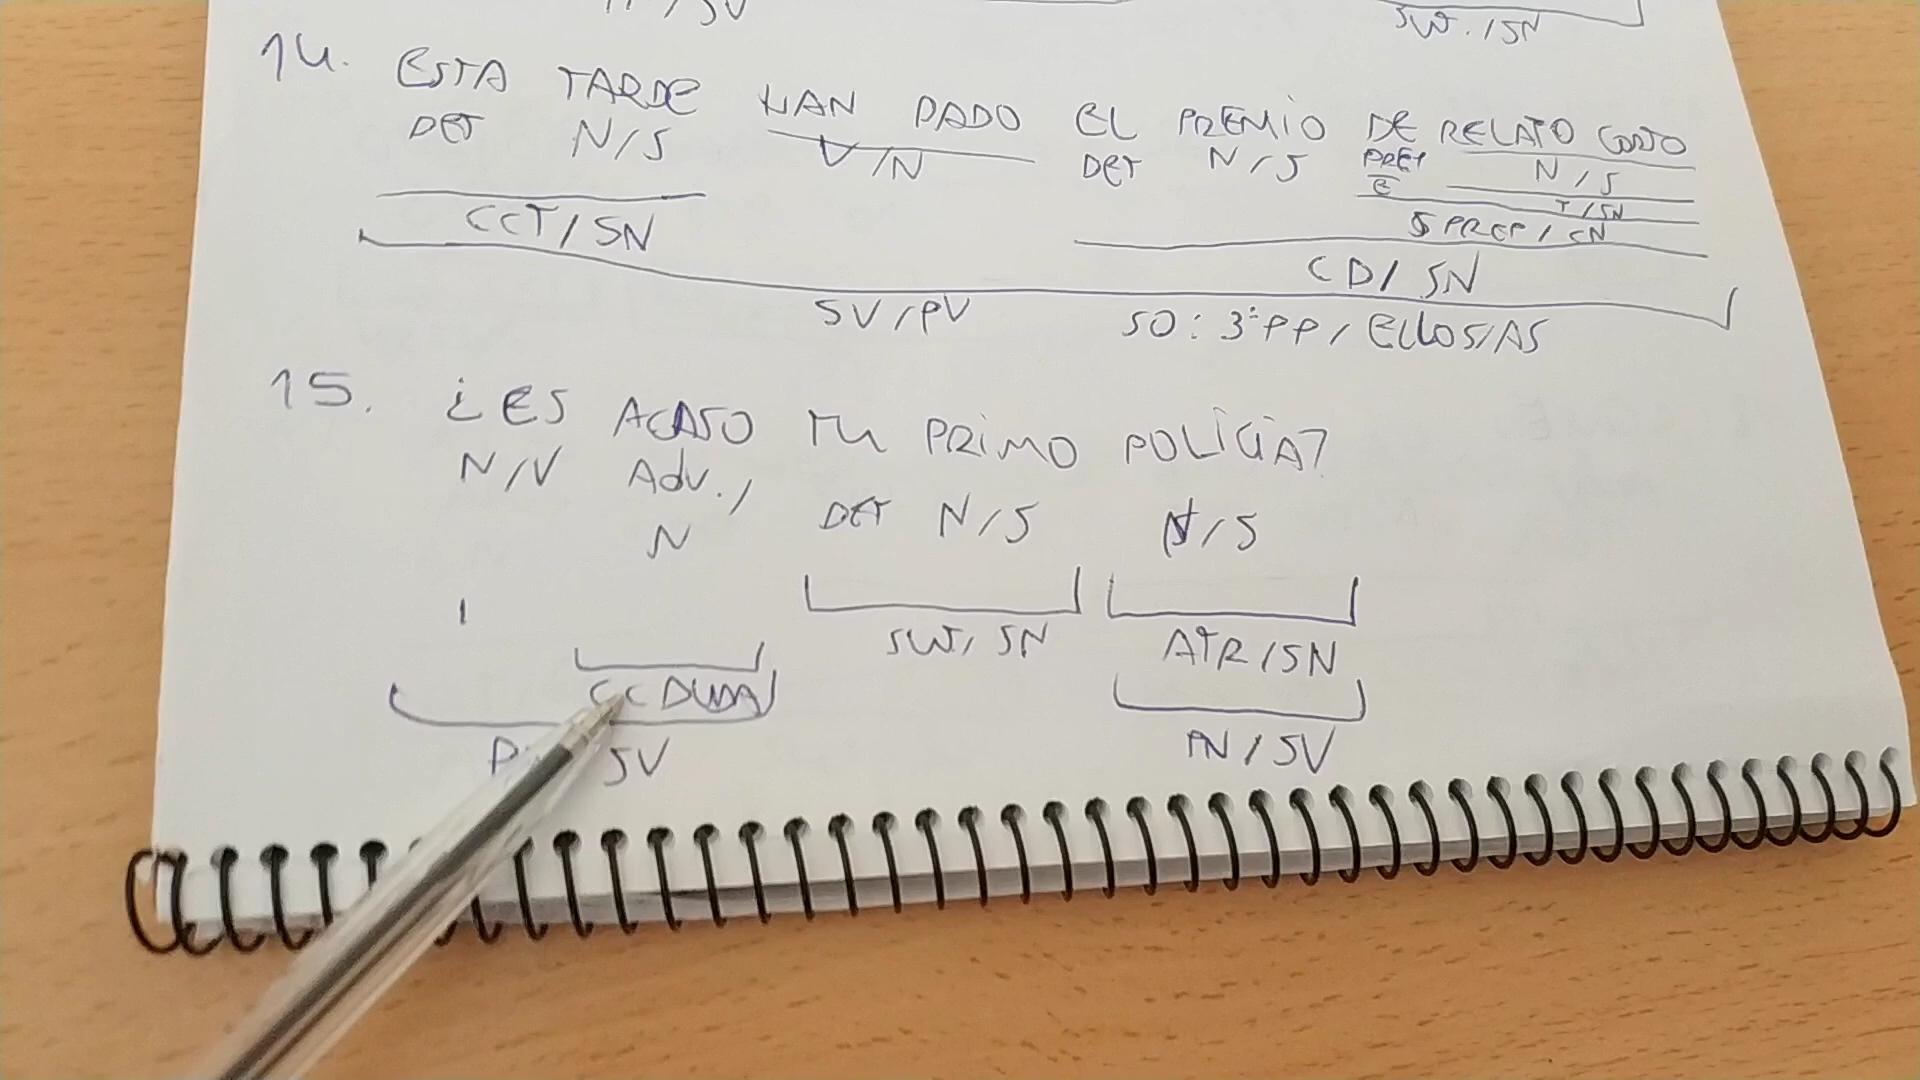 SUJ. / SN
14. ESTA TARDE HAN DADO EL PREMIO DE RELATO CORTO
DET N/S V/N DET N/S PREP N/S
E T/SN
CCT/SN S PREP/CN
CD/SN
SV/PV SO: 3ª PP/ELLOS/AS
15. ¿ES ACASO TU PRIMO POLICÍA?
N/V Adv./ DET N/S N/S
N
SUJ/SN ATR/SN
CC DUDA
SV PN/SV